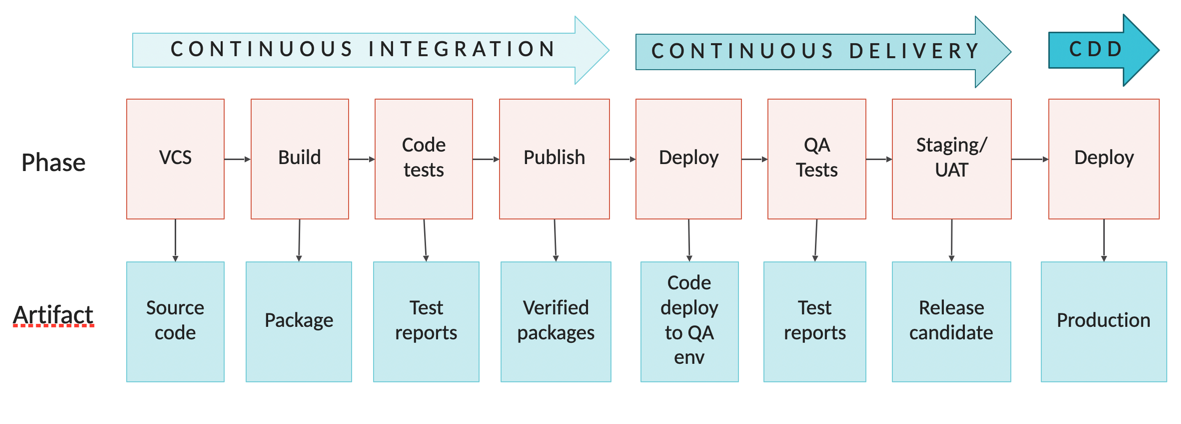 CONTINUOUS INTEGRATION
CONTINUOUS DELIVERY
CDD
Phase
VCS
Build
Code
tests
Publish
Deploy
QA
Tests
Staging/
UAT
Deploy
Artifact
Source
code
Package
Test
reports
Verified
packages
Code
deploy
to QA
env
Test
reports
Release
candidate
Production